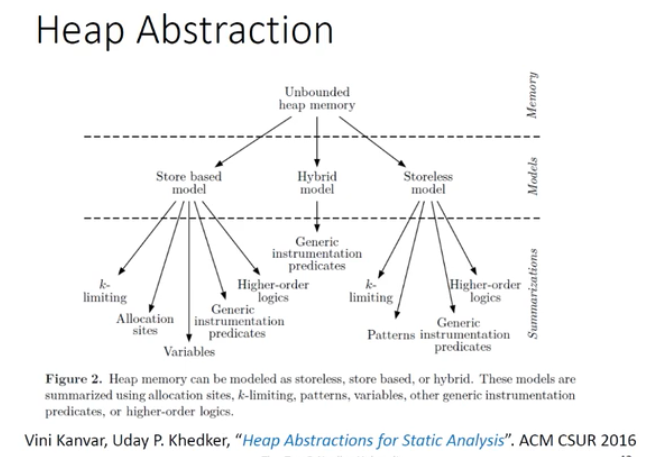 Heap Abstraction
Unbounded
heap memory
Memory
Store based
model
Hybrid
model
Storeless
model
Models
Generic
instrumentation
predicates
k-
limiting
Allocation
sites
Variables
Generic
instrumentation
predicates
Higher-order
logics
k-
limiting
Patterns
Generic
instrumentation
predicates
Higher-order
logics
Summarizations
Figure 2. Heap memory can be modeled as storeless, store based, or hybrid. These models are
summarized using allocation sites, k-limiting, patterns, variables, other generic instrumentation
predicates, or higher-order logics.
Vini Kanvar, Uday P. Khedker, “Heap Abstractions for Static Analysis”. ACM CSUR 2016